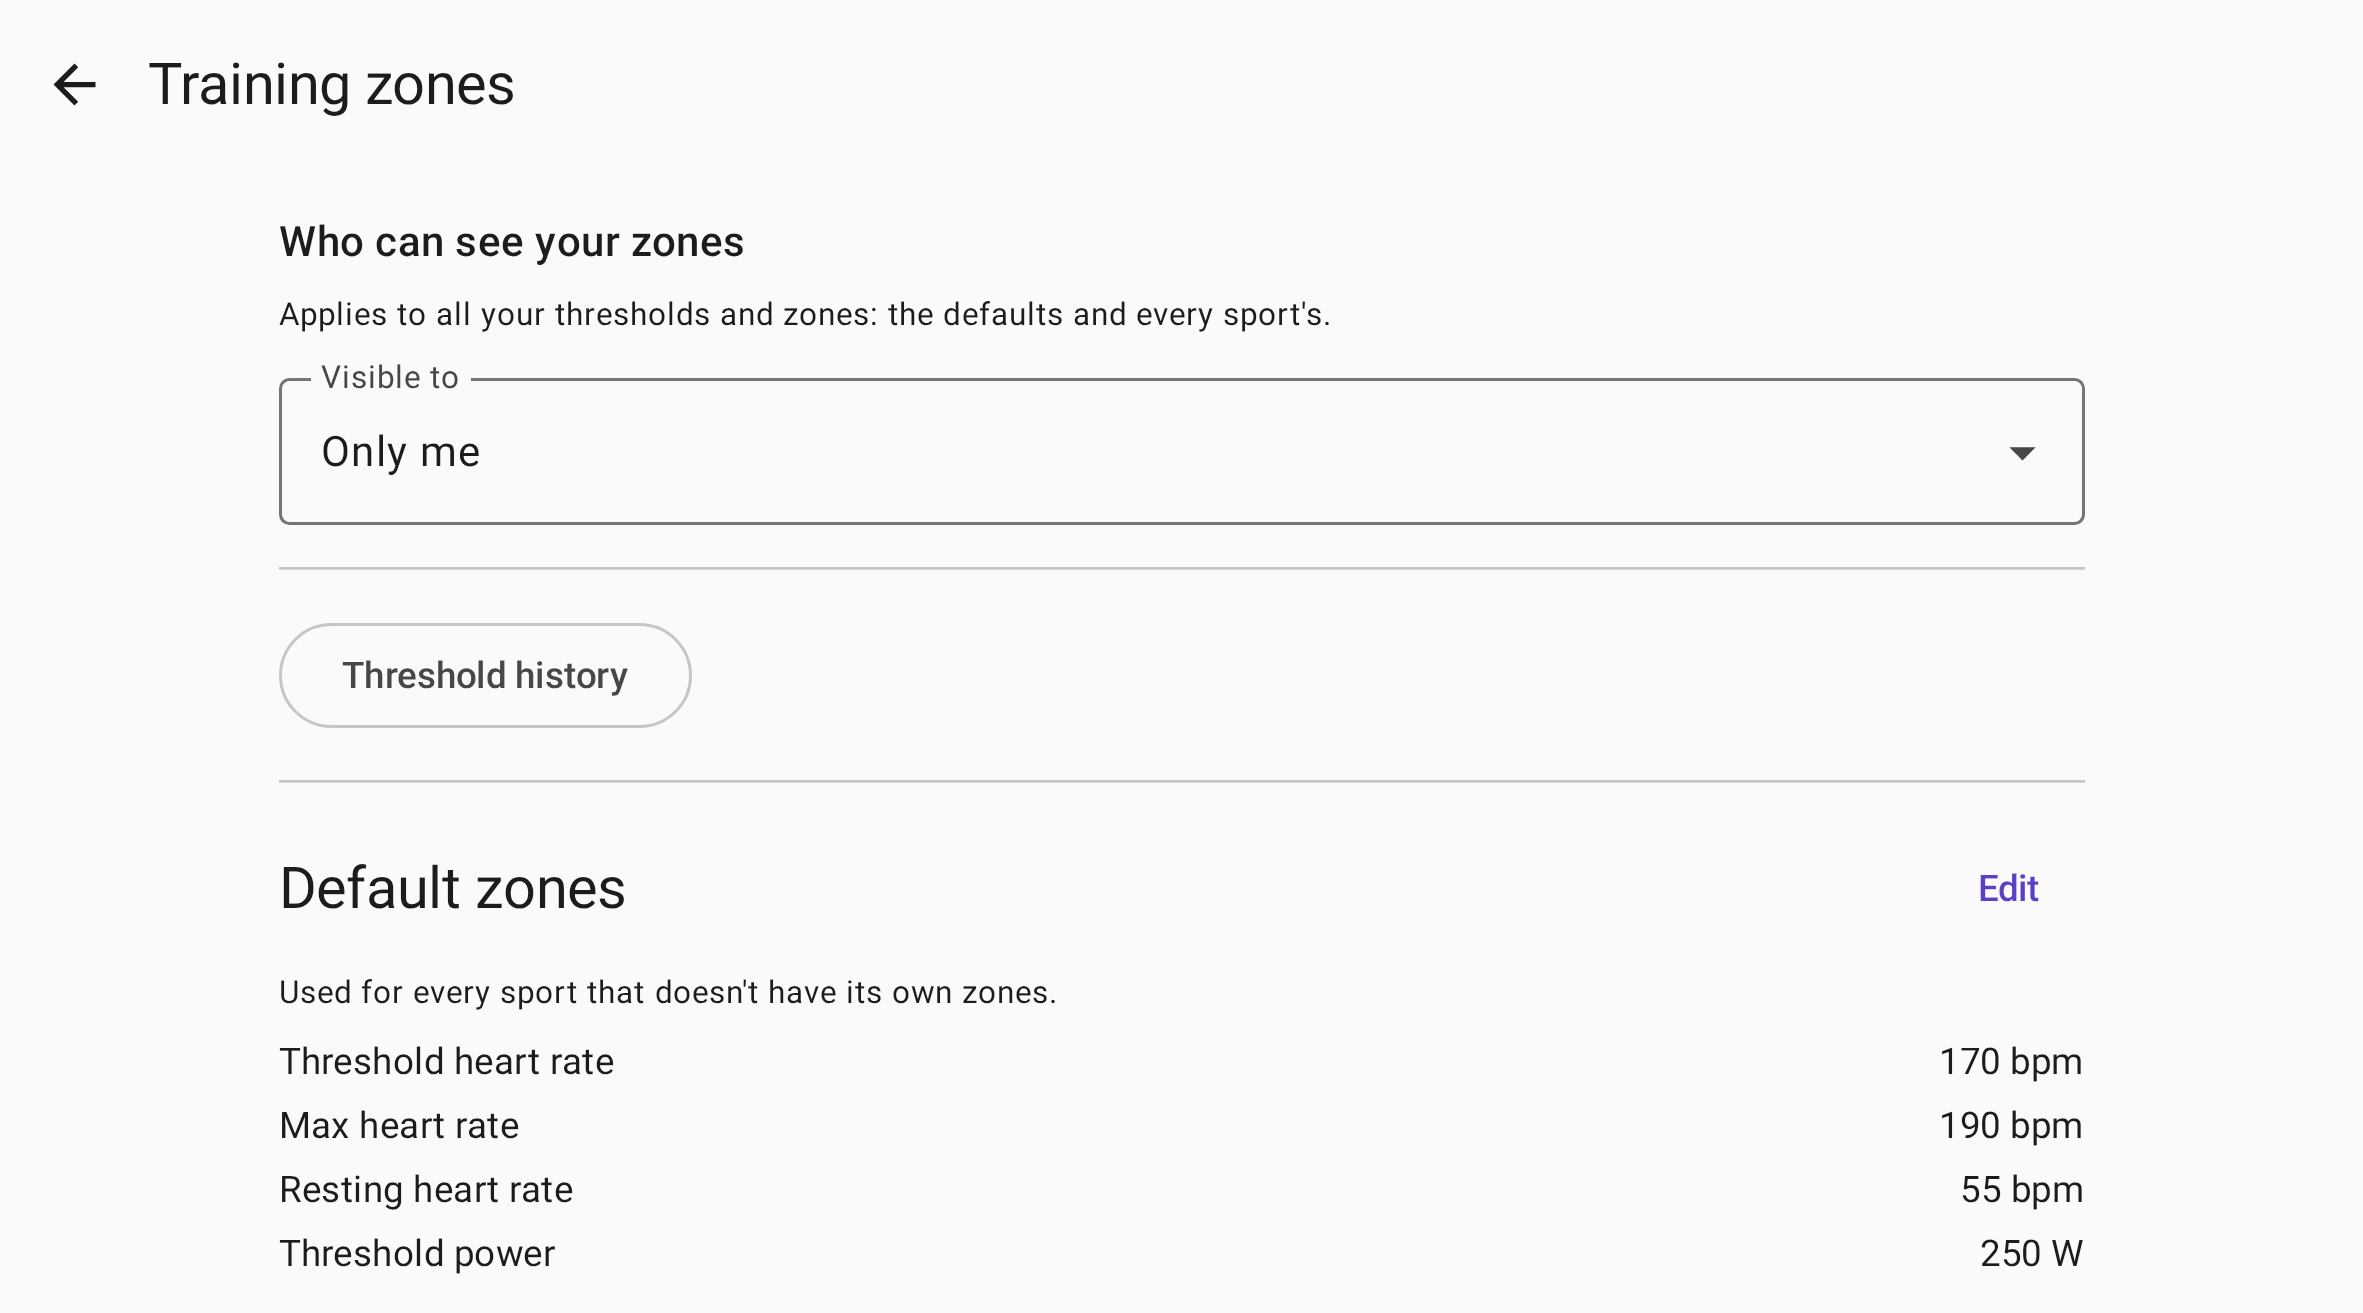 Training zones
Who can see your zones
Applies to all your thresholds and zones: the defaults and every sport's.
Visible to
Only me
Threshold history
Default zones
Edit
Used for every sport that doesn't have its own zones.
Threshold heart rate 170 bpm
Max heart rate 190 bpm
Resting heart rate 55 bpm
Threshold power 250 W